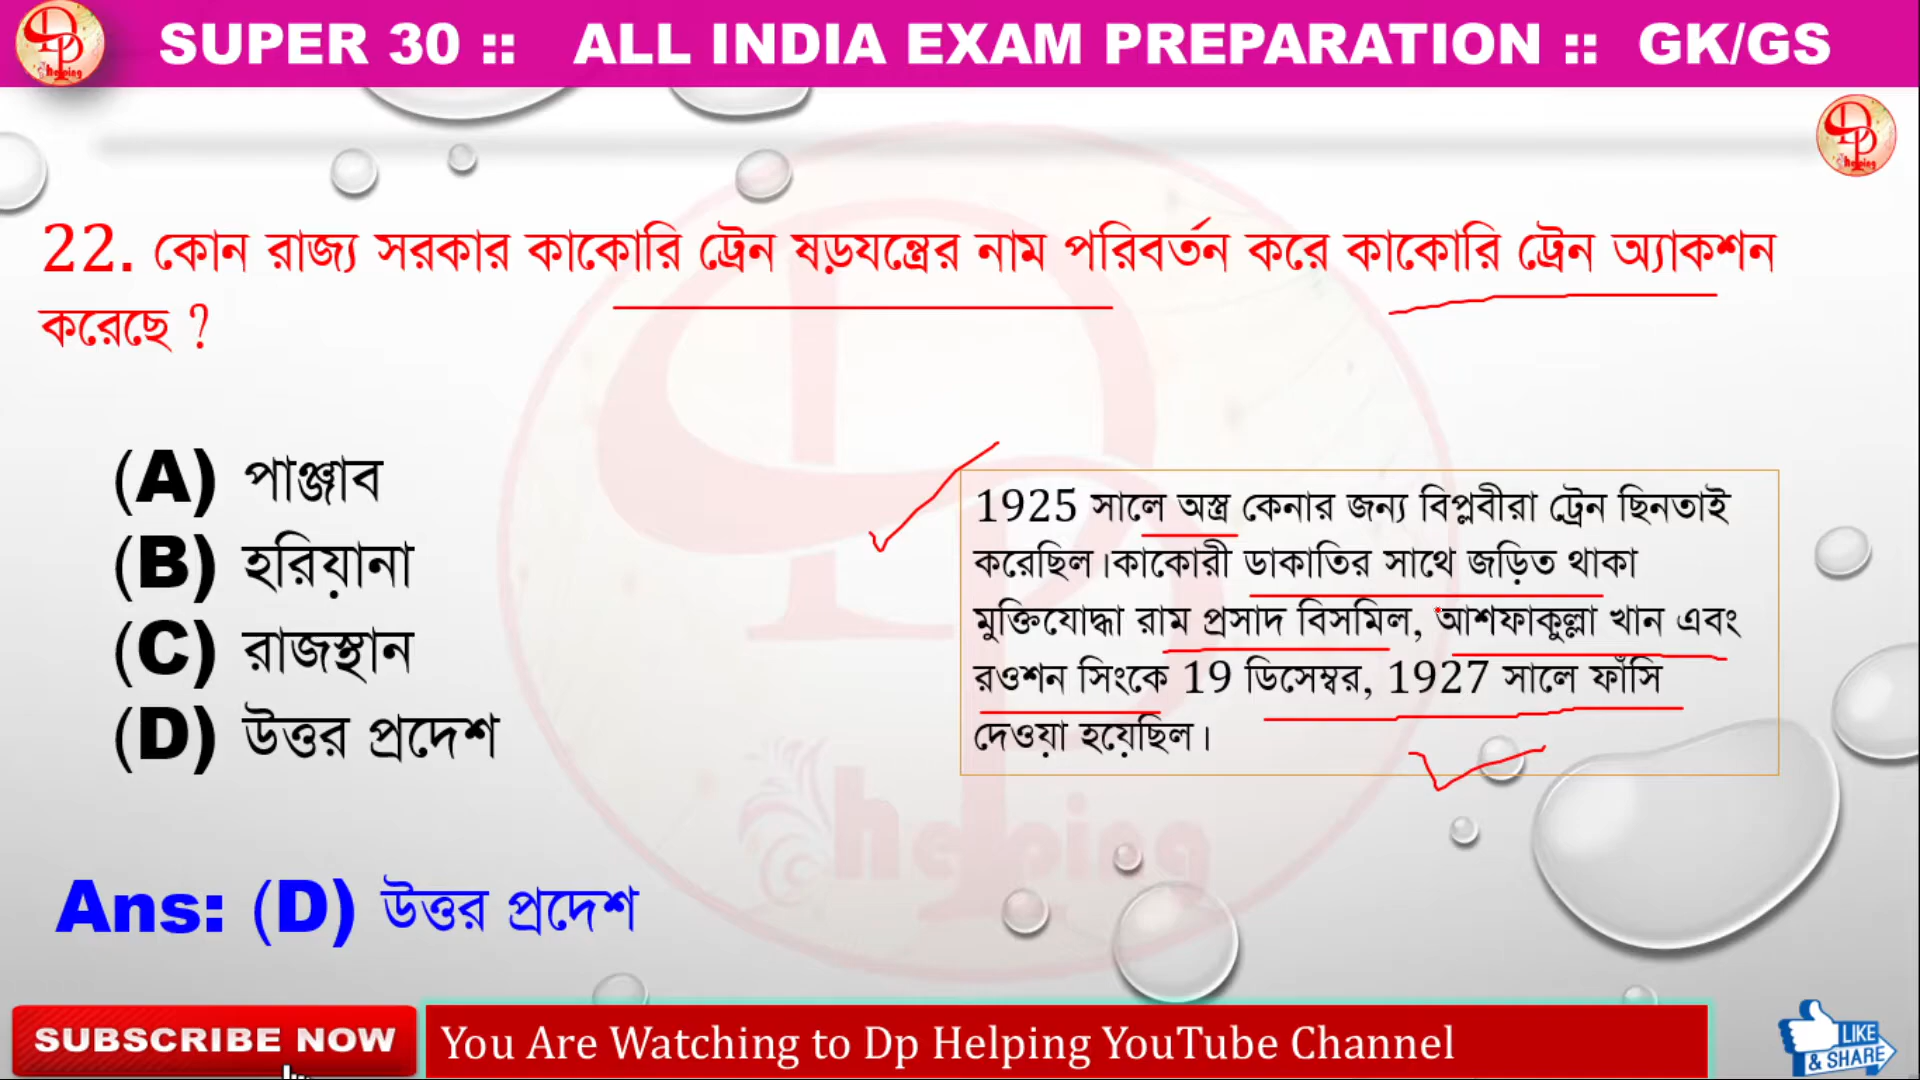 SUPER 30 :: ALL INDIA EXAM PREPARATION :: GK/GS
22. কোন রাজ্য সরকার কাকোরি ট্রেন ষড়যন্ত্রের নাম পরিবর্তন করে কাকোরি ট্রেন অ্যাকশন
করেছে ?
(A) পাঞ্জাব
(B) হরিয়ানা
(C) রাজস্থান
(D) উত্তর প্রদেশ
1925 সালে অস্ত্র কেনার জন্য বিপ্লবীরা ট্রেন ছিনতাই
করেছিল।কাকোরী ডাকাতির সাথে জড়িত থাকা
মুক্তিযোদ্ধা রাম প্রসাদ বিসমিল, আশফাকুল্লা খান এবং
রওশন সিংকে 19 ডিসেম্বর, 1927 সালে ফাঁসি
দেওয়া হয়েছিল।
Ans: (D) উত্তর প্রদেশ
helping
SUBSCRIBE NOW
You Are Watching to Dp Helping YouTube Channel
LIKE
& SHARE